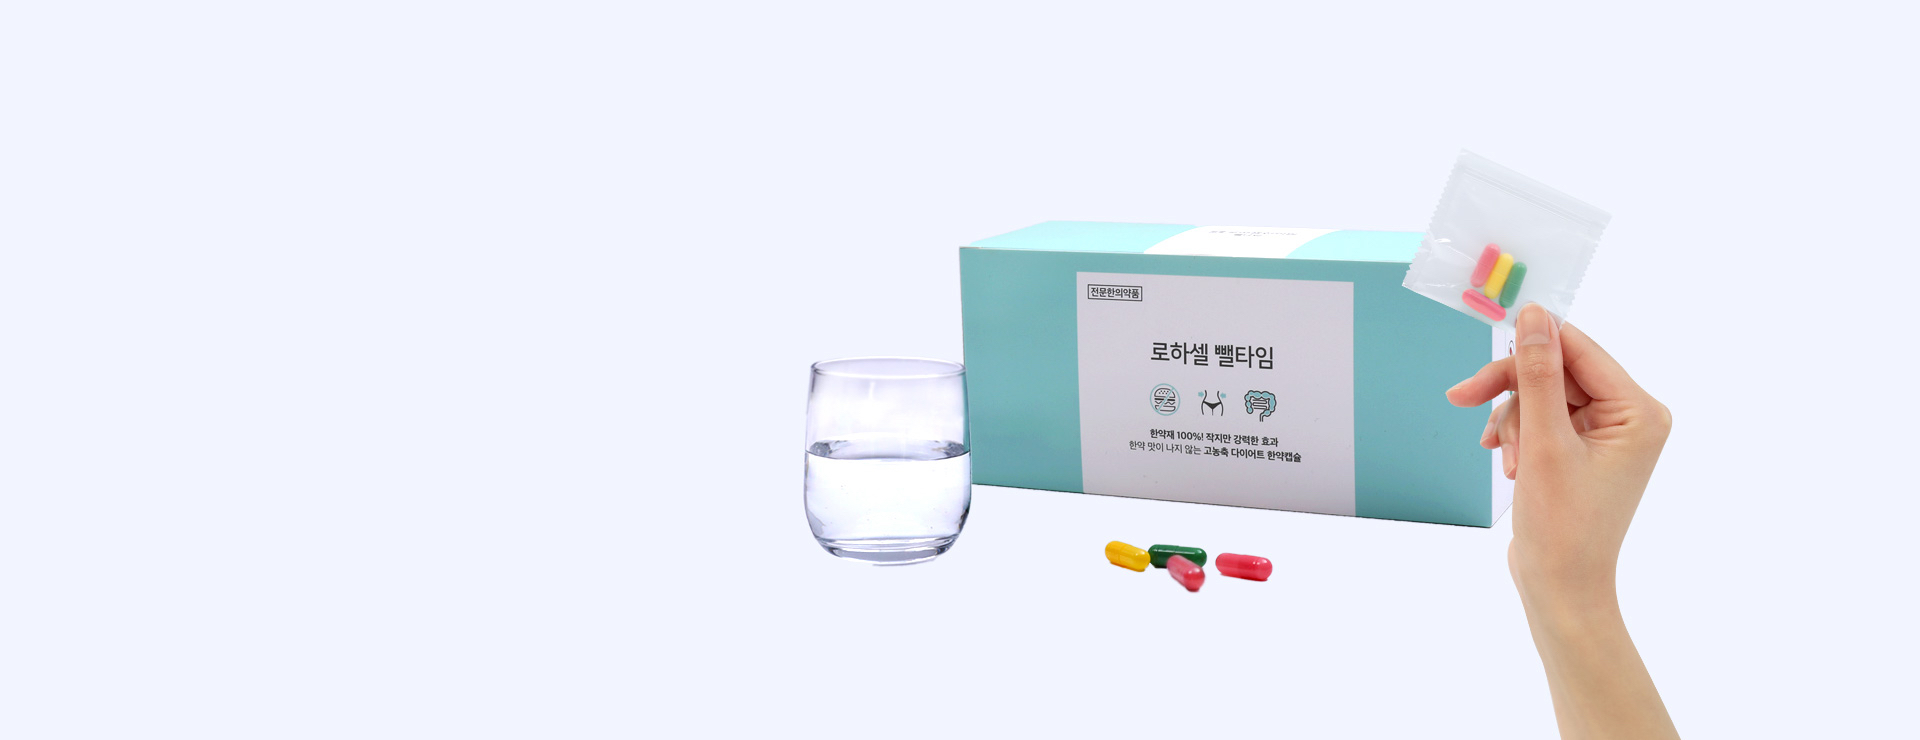 전문한의약품
로하셀 뺄타임
한약재 100%! 작지만 강력한 효과
한약 맛이 나지 않는 고농축 다이어트 한약캡슐